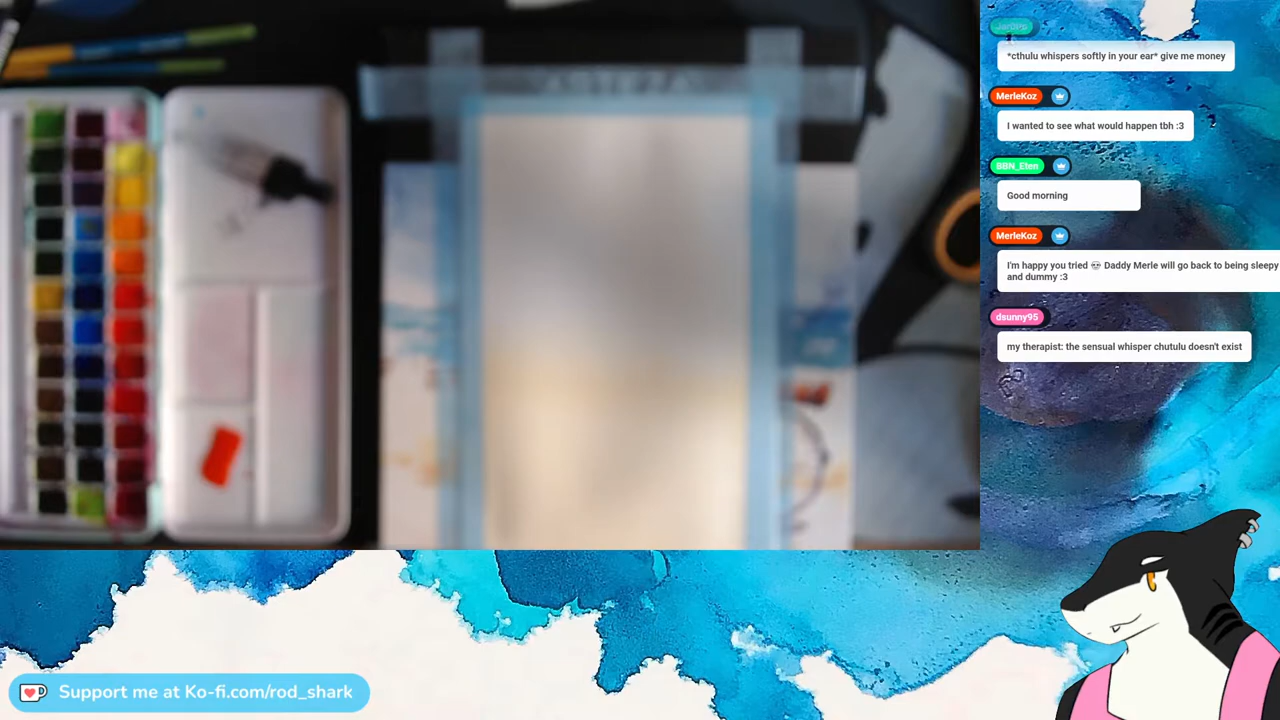 ARTEZA
JaroPp
*cthulu whispers softly in your ear* give me money
MerleKoz
I wanted to see what would happen tbh :3
BBN_Eten
Good morning
MerleKoz
I'm happy you tried 💀 Daddy Merle will go back to being sleepy
and dummy :3
dsunny95
my therapist: the sensual whisper chutulu doesn't exist
Support me at Ko-fi.com/rod_shark